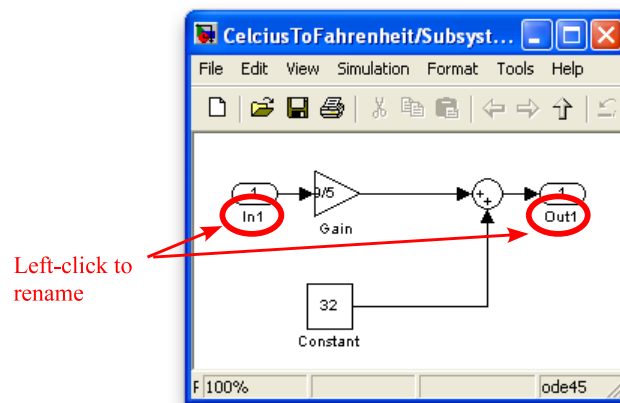 CelciusToFahrenheit/Subsyst...
File Edit View Simulation Format Tools Help
1 9/5 + + 1
In1 Gain Out1
Left-click to
rename
32
Constant
F 100% ode45